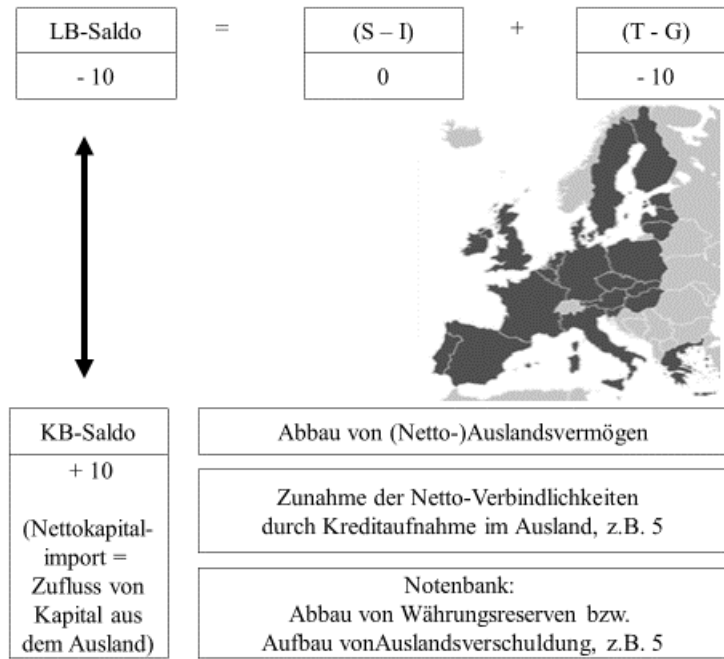 LB-Saldo = (S – I) + (T - G)
- 10 0 - 10
KB-Saldo
+ 10
(Nettokapital-
import =
Zufluss von
Kapital aus
dem Ausland)
Abbau von (Netto-)Auslandsvermögen
Zunahme der Netto-Verbindlichkeiten
durch Kreditaufnahme im Ausland, z.B. 5
Notenbank:
Abbau von Währungsreserven bzw.
Aufbau vonAuslandsverschuldung, z.B. 5